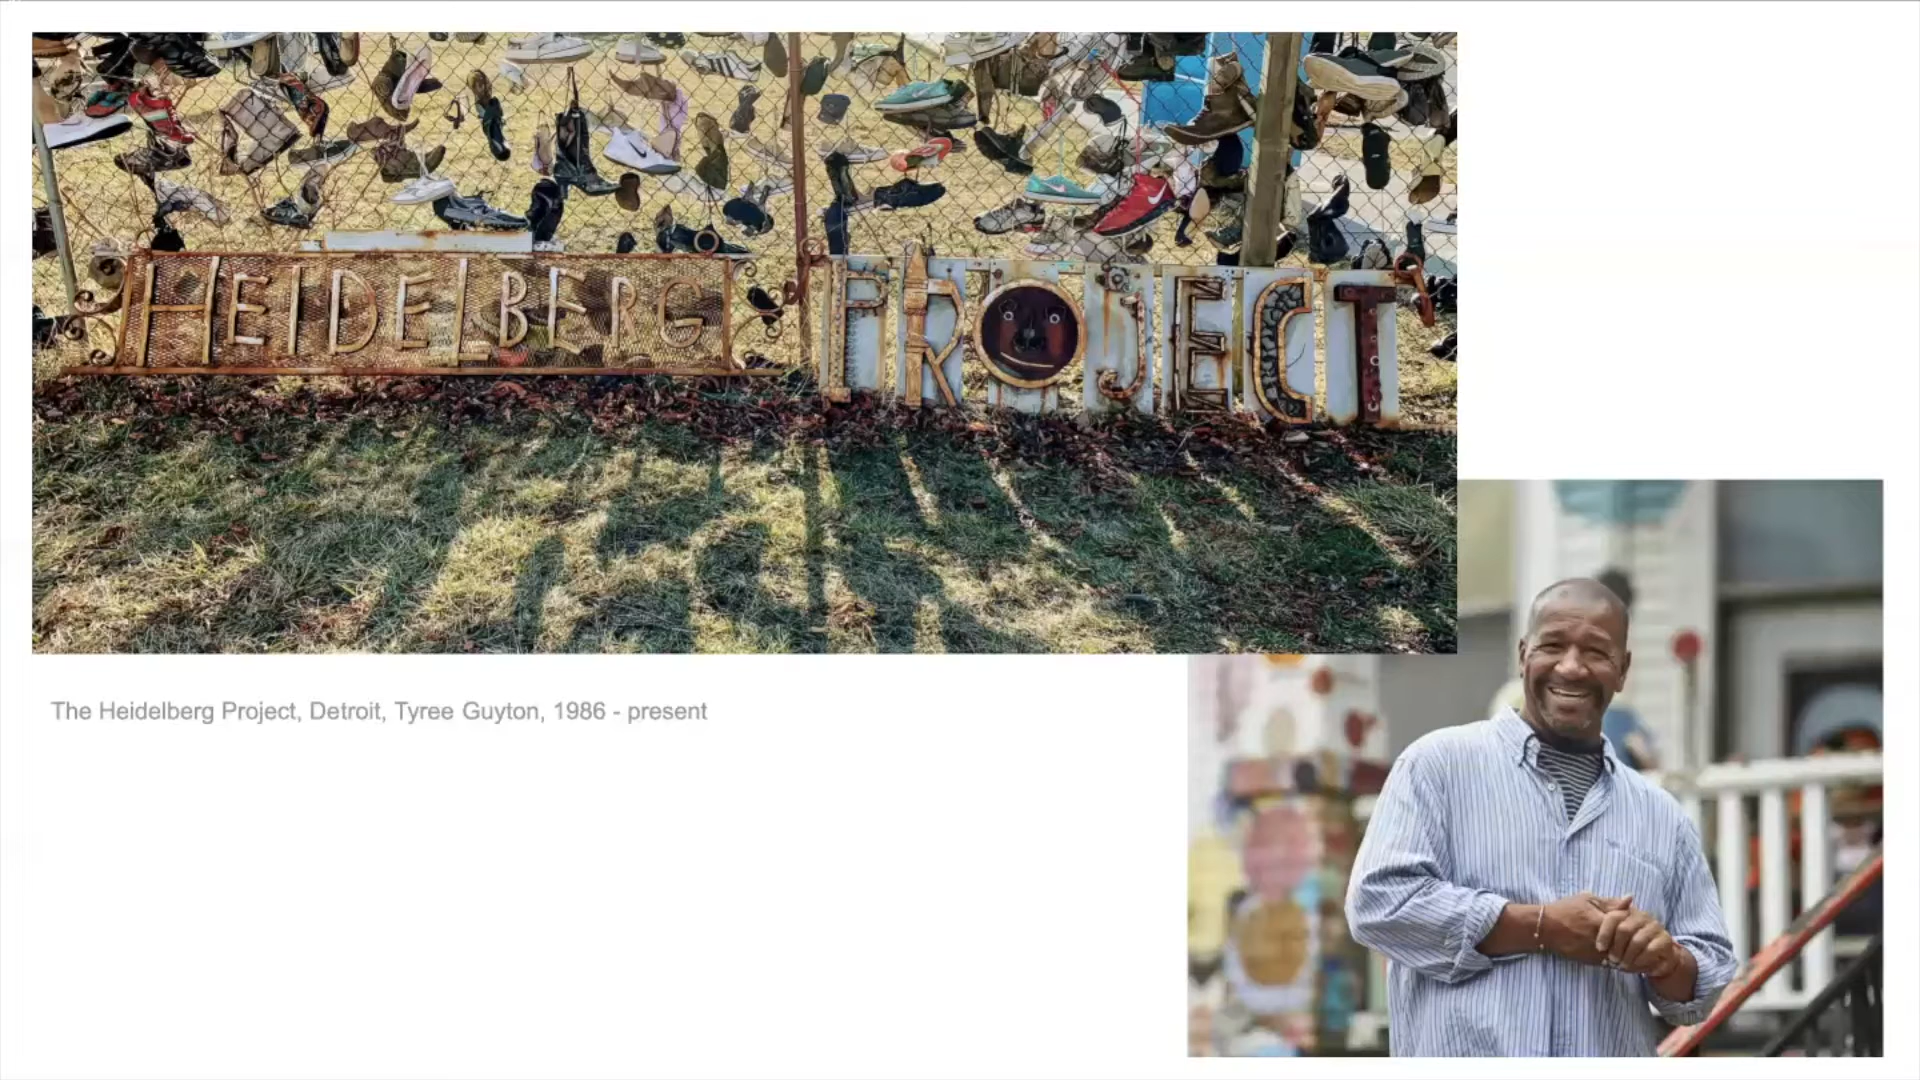 HEIDELBERG PROJECT
The Heidelberg Project, Detroit, Tyree Guyton, 1986 - present